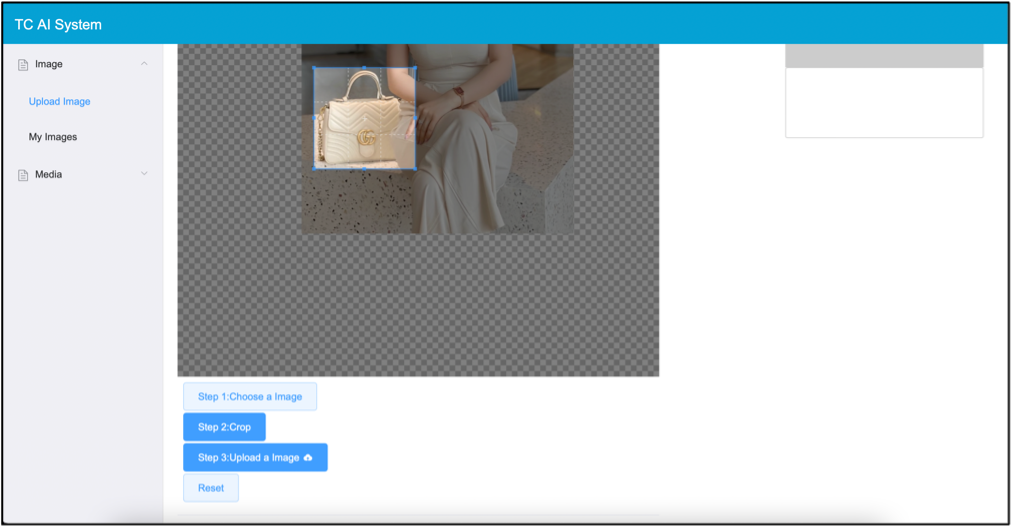 TC AI System
Image
Upload Image
My Images
Media
Step 1:Choose a Image
Step 2:Crop
Step 3:Upload a Image
Reset